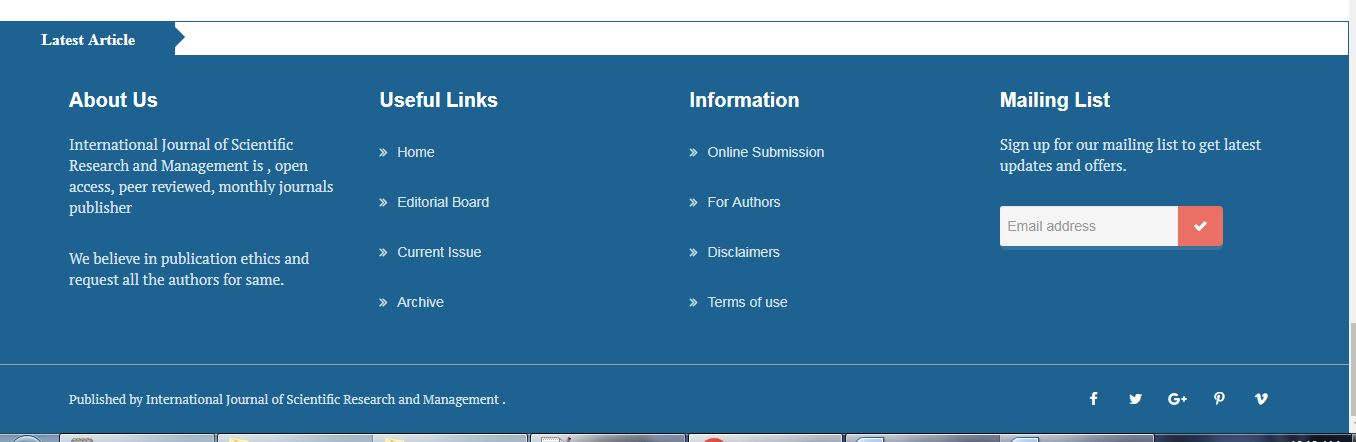 Latest Article
About Us
International Journal of Scientific
Research and Management is , open
access, peer reviewed, monthly journals
publisher
We believe in publication ethics and
request all the authors for same.
Useful Links
Home
Editorial Board
Current Issue
Archive
Information
Online Submission
For Authors
Disclaimers
Terms of use
Mailing List
Sign up for our mailing list to get latest
updates and offers.
Email address
Published by International Journal of Scientific Research and Management .